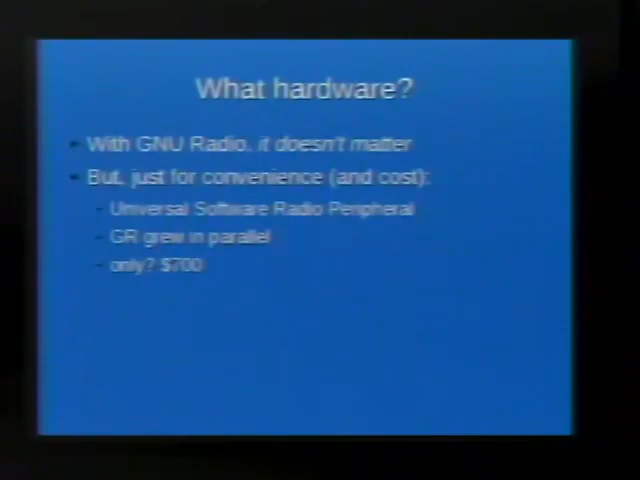 What hardware?
With GNU Radio, it doesn't matter
But, just for convenience (and cost):
- Universal Software Radio Peripheral
- GR grew in parallel
- only? $700